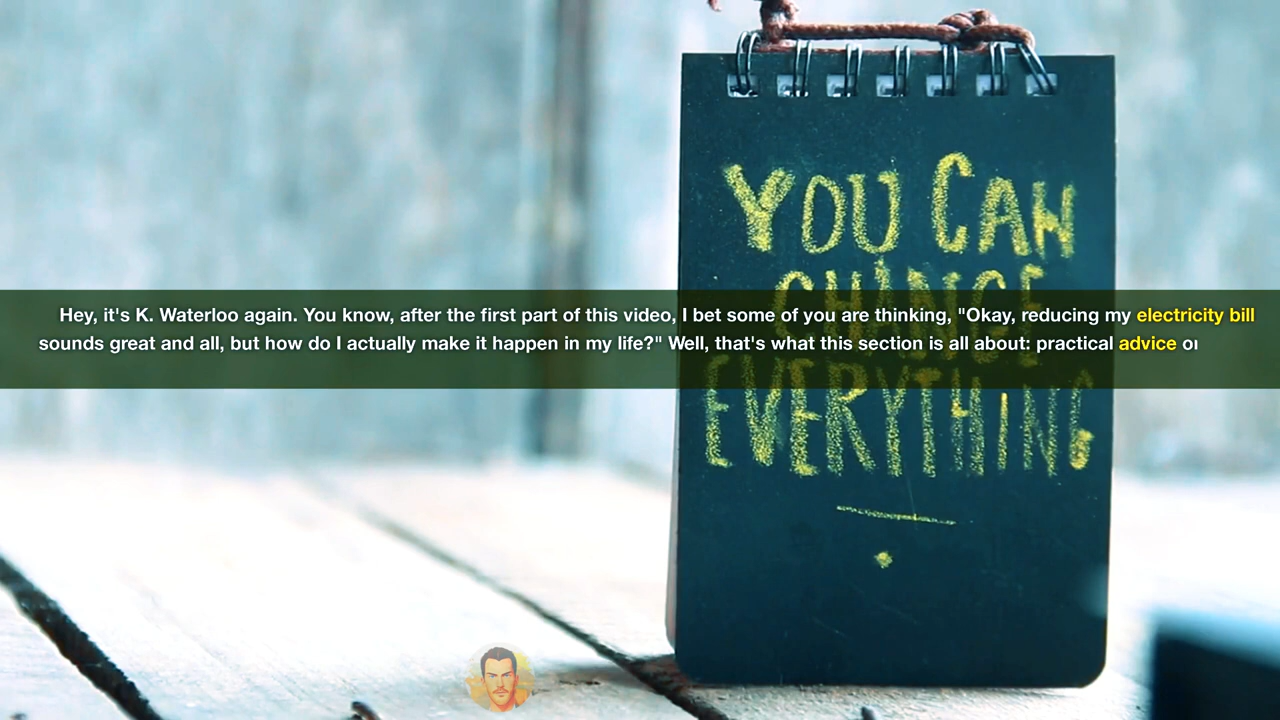 YOU CAN
CHANGE
Hey, it's K. Waterloo again. You know, after the first part of this video, I bet some of you are thinking, "Okay, reducing my electricity bill
sounds great and all, but how do I actually make it happen in my life?" Well, that's what this section is all about: practical advice
EVERYTHING